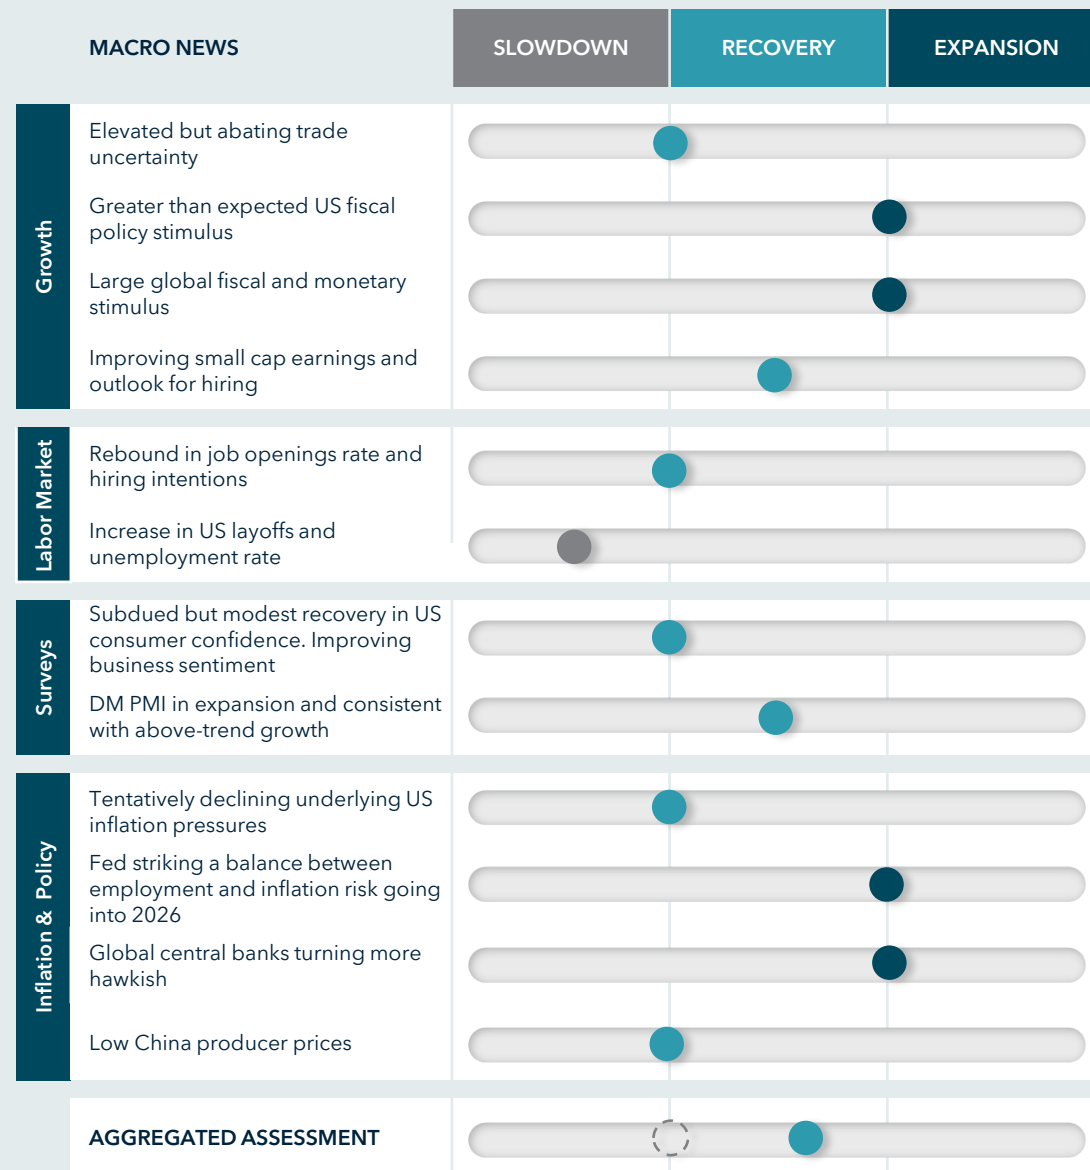 MACRO NEWS
SLOWDOWN
RECOVERY
EXPANSION
Growth
Elevated but abating trade
uncertainty
Greater than expected US fiscal
policy stimulus
Large global fiscal and monetary
stimulus
Improving small cap earnings and
outlook for hiring
Labor Market
Rebound in job openings rate and
hiring intentions
Increase in US layoffs and
unemployment rate
Surveys
Subdued but modest recovery in US
consumer confidence. Improving
business sentiment
DM PMI in expansion and consistent
with above-trend growth
Inflation & Policy
Tentatively declining underlying US
inflation pressures
Fed striking a balance between
employment and inflation risk going
into 2026
Global central banks turning more
hawkish
Low China producer prices
AGGREGATED ASSESSMENT